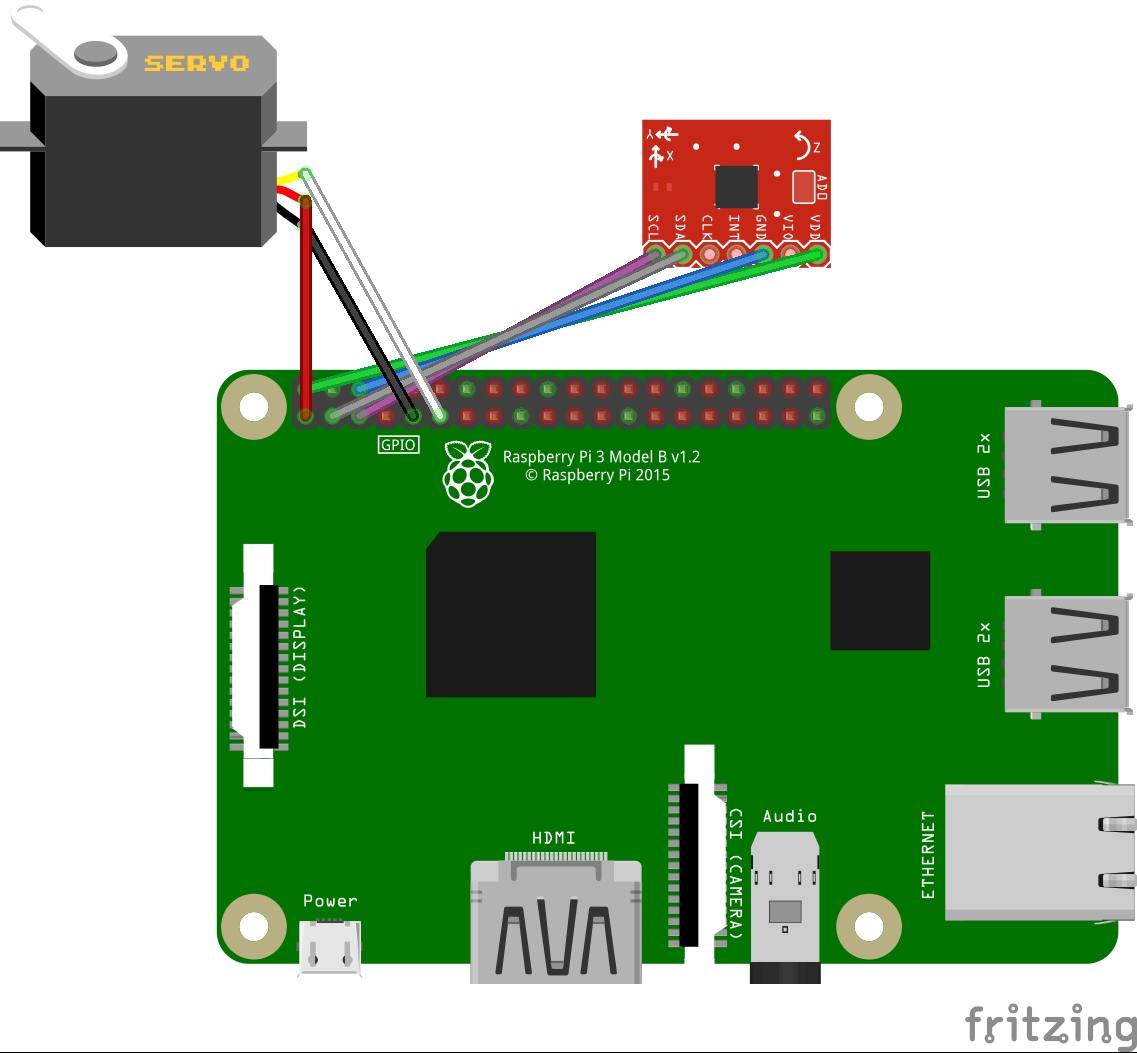 SERVO
Y
X
Z
ADO
SCL
SDA
CLK
INT
GND
VIO
VDD
GPIO
Raspberry Pi 3 Model B v1.2
© Raspberry Pi 2015
USB 2x
USB 2x
DSI (DISPLAY)
CSI (CAMERA)
Audio
ETHERNET
HDMI
Power
fritzing